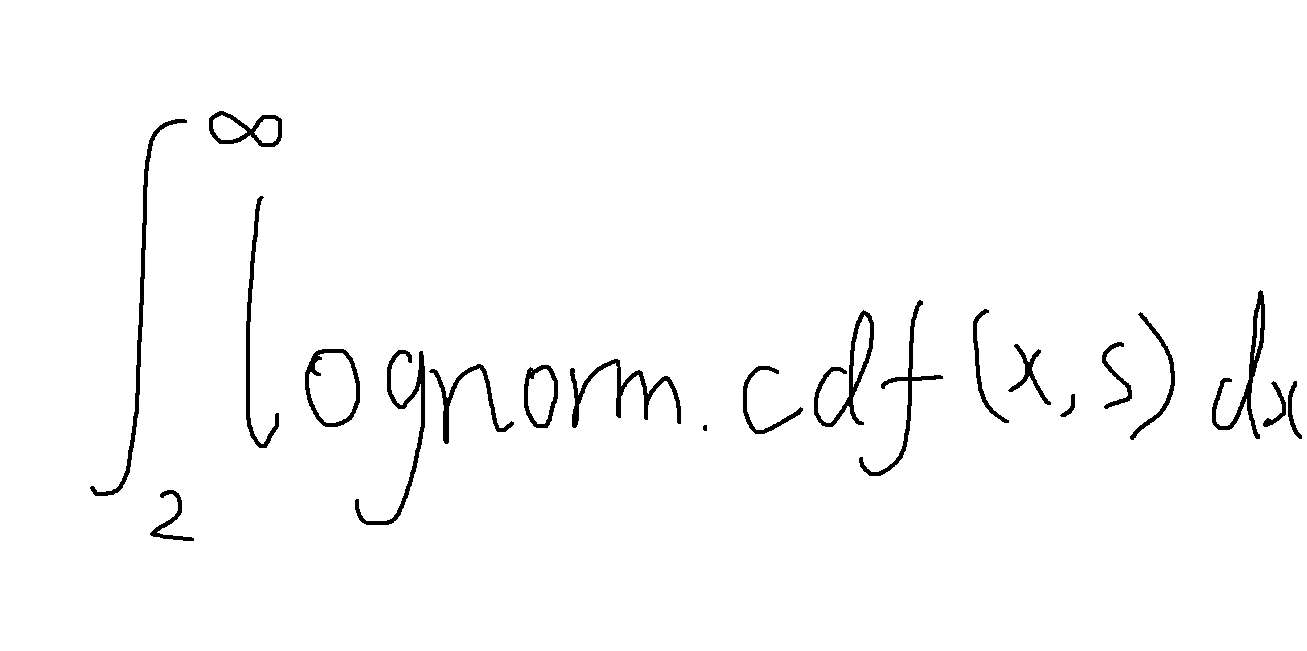 ∫₂^∞ lognorm.cdf(x,s) dx